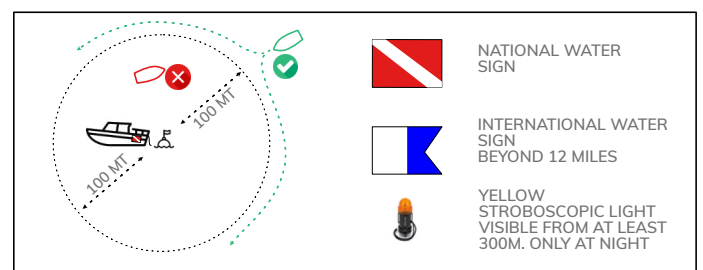 100 MT
100 MT
NATIONAL WATER
SIGN
INTERNATIONAL WATER
SIGN
BEYOND 12 MILES
YELLOW
STROBOSCOPIC LIGHT
VISIBLE FROM AT LEAST
300M. ONLY AT NIGHT